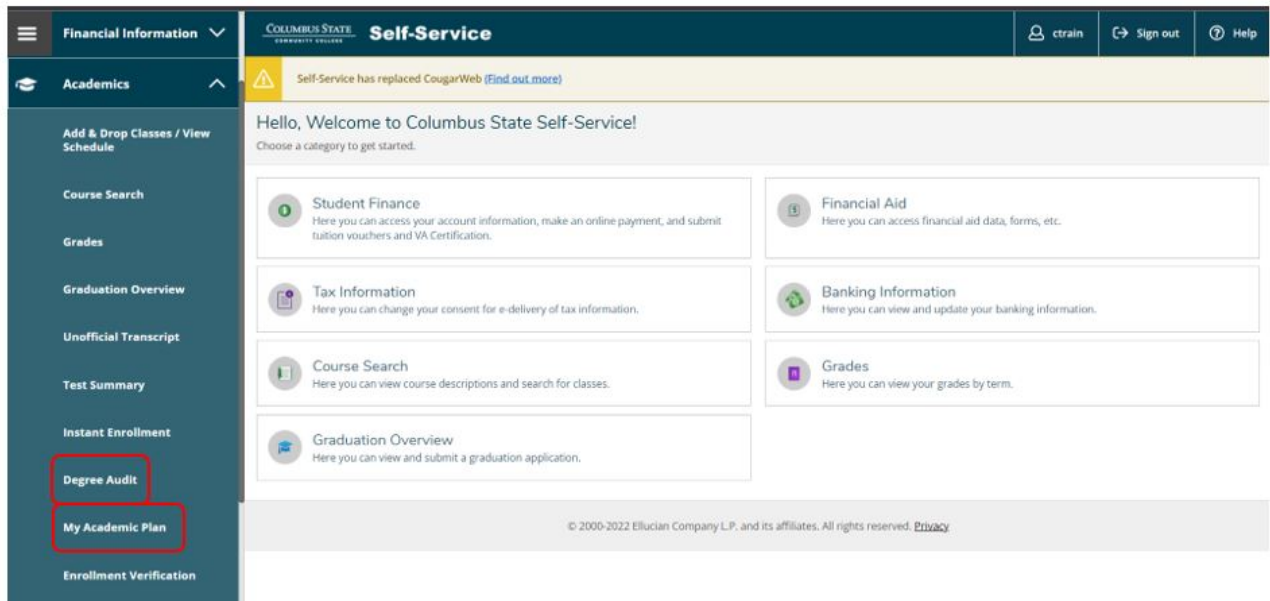 Financial Information
COLUMBUS STATE
COMMUNITY COLLEGE
Self-Service
ctrain
Sign out
Help
Academics
Self-Service has replaced CougarWeb (Find out more)
Add & Drop Classes / View
Schedule
Course Search
Grades
Graduation Overview
Unofficial Transcript
Test Summary
Instant Enrollment
Degree Audit
My Academic Plan
Enrollment Verification
Hello, Welcome to Columbus State Self-Service!
Choose a category to get started.
Student Finance
Here you can access your account information, make an online payment, and submit
tuition vouchers and VA Certification.
Financial Aid
Here you can access financial aid data, forms, etc.
Tax Information
Here you can change your consent for e-delivery of tax information.
Banking Information
Here you can view and update your banking information.
Course Search
Here you can view course descriptions and search for classes.
Grades
Here you can view your grades by term.
Graduation Overview
Here you can view and submit a graduation application.
© 2000-2022 Ellucian Company L.P. and its affiliates. All rights reserved. Privacy